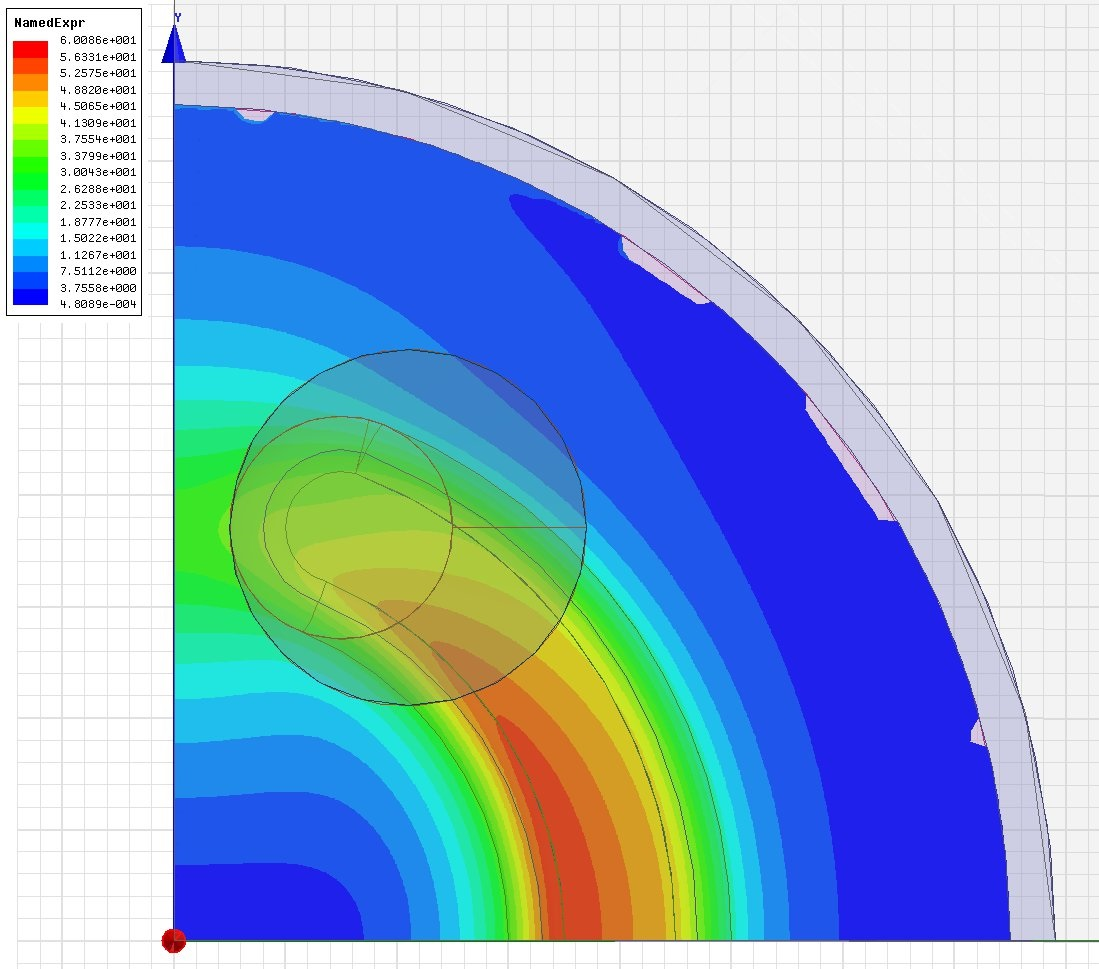 Y
NamedExpr
6.0086e+001
5.6331e+001
5.2575e+001
4.8820e+001
4.5065e+001
4.1309e+001
3.7554e+001
3.3799e+001
3.0043e+001
2.6288e+001
2.2533e+001
1.8777e+001
1.5022e+001
1.1267e+001
7.5112e+000
3.7558e+000
4.8089e-004